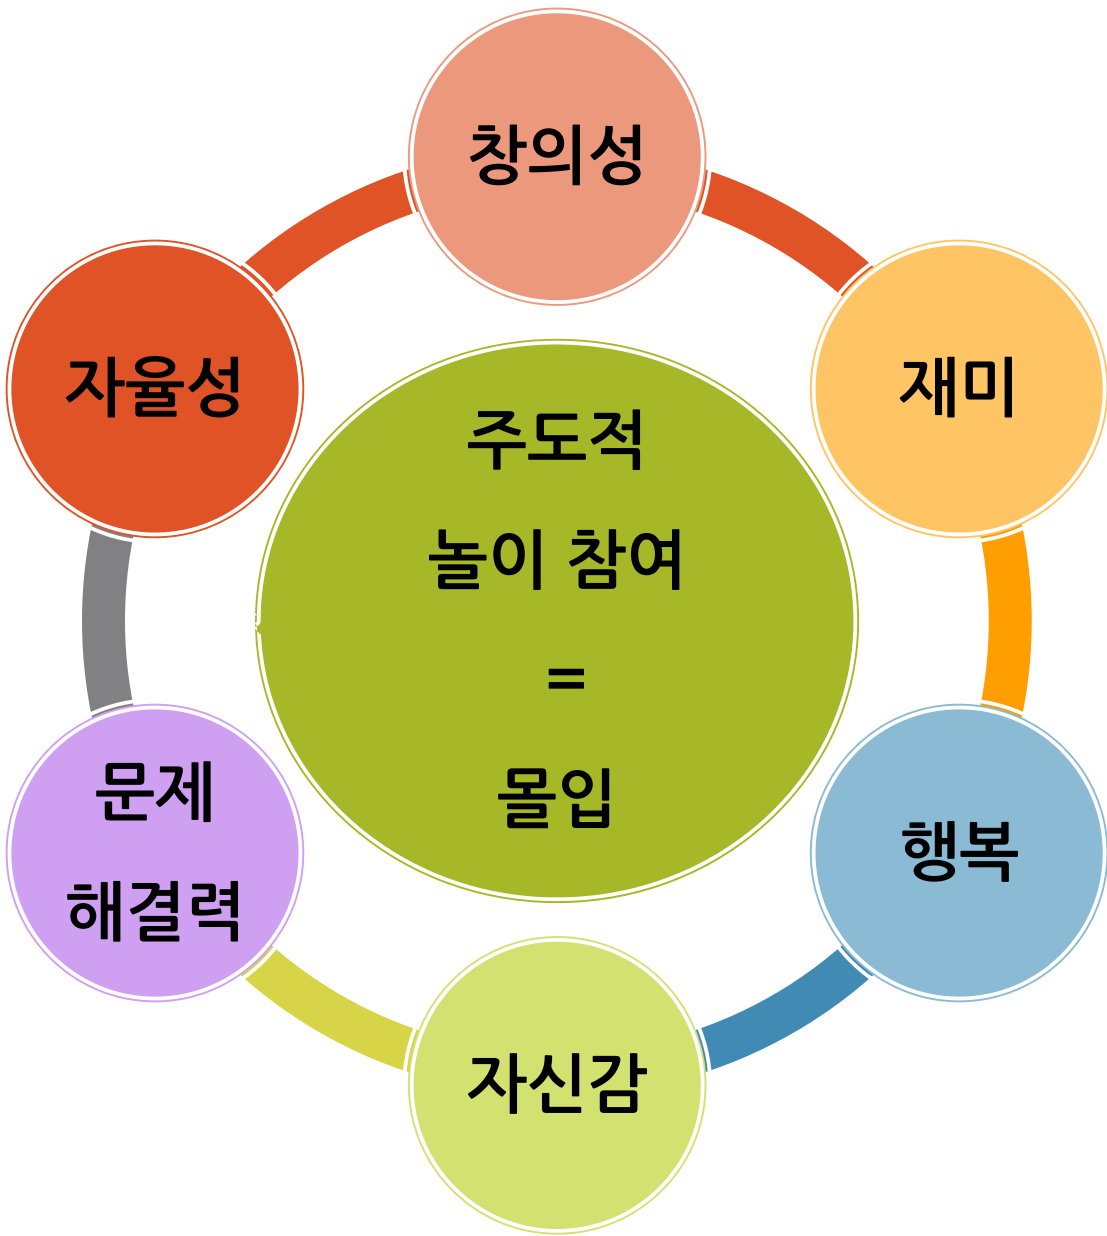 창의성
자율성
재미
주도적
놀이 참여
=
몰입
문제
해결력
행복
자신감